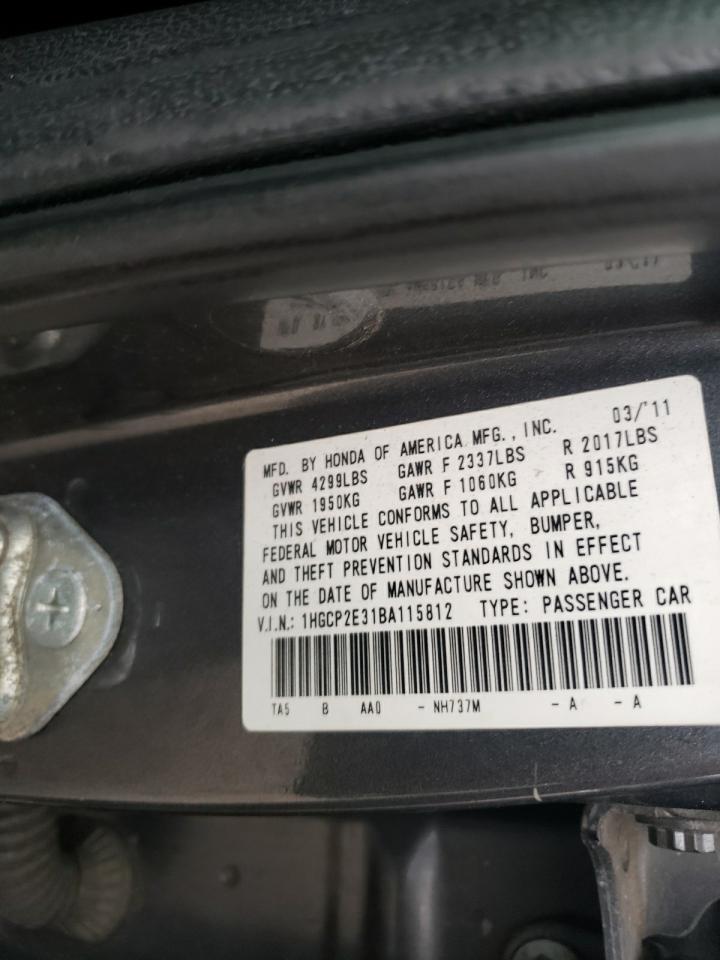 MFD. BY HONDA OF AMERICA MFG., INC. 03/'11
GVWR 4299LBS GAWR F 2337LBS R 2017LBS
GVWR 1950KG GAWR F 1060KG R 915KG
THIS VEHICLE CONFORMS TO ALL APPLICABLE
FEDERAL MOTOR VEHICLE SAFETY, BUMPER,
AND THEFT PREVENTION STANDARDS IN EFFECT
ON THE DATE OF MANUFACTURE SHOWN ABOVE.
V.I.N.: 1HGCP2E31BA115812 TYPE: PASSENGER CAR
TA5 B AA0 - NH737M - A - A